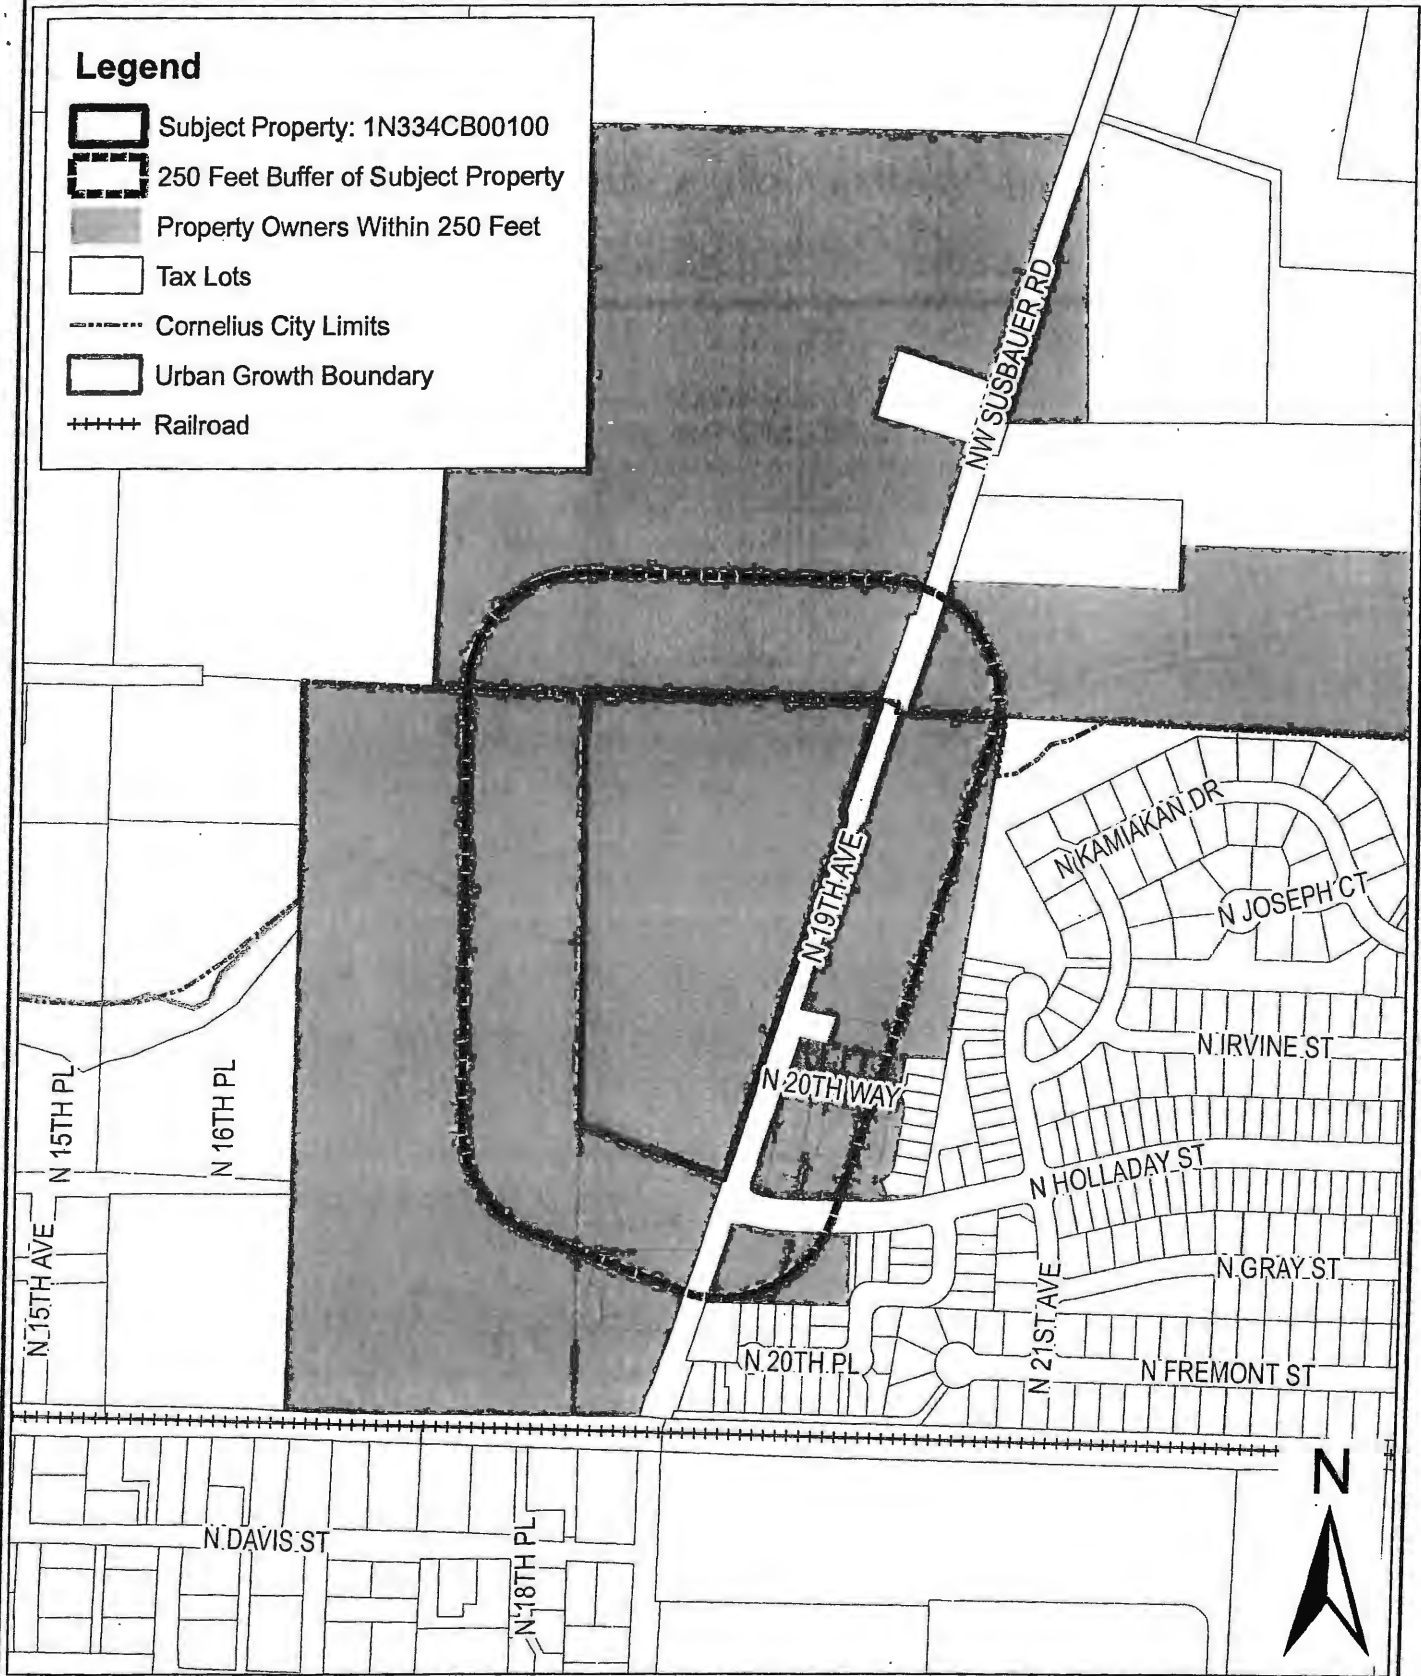 Legend
Subject Property: 1N334CB00100
250 Feet Buffer of Subject Property
Property Owners Within 250 Feet
Tax Lots
Cornelius City Limits
Urban Growth Boundary
Railroad
NW SUSBAUER RD
N KAMIAKAN DR
N JOSEPH CT
N 19TH AVE
N IRVINE ST
N 20TH WAY
N 15TH PL
N 16TH PL
N HOLLADAY ST
N 15TH AVE
N GRAY ST
N 21ST AVE
N 20TH PL
N FREMONT ST
N
N DAVIS ST
N 18TH PL